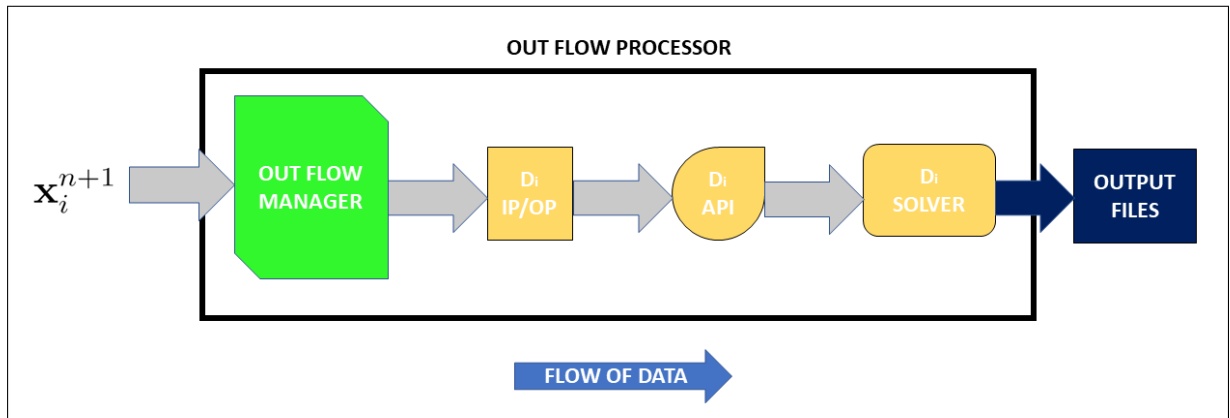 OUT FLOW PROCESSOR
𝐱ᵢⁿ⁺¹
OUT FLOW
MANAGER
Dᵢ
IP/OP
Dᵢ
API
Dᵢ
SOLVER
OUTPUT
FILES
FLOW OF DATA